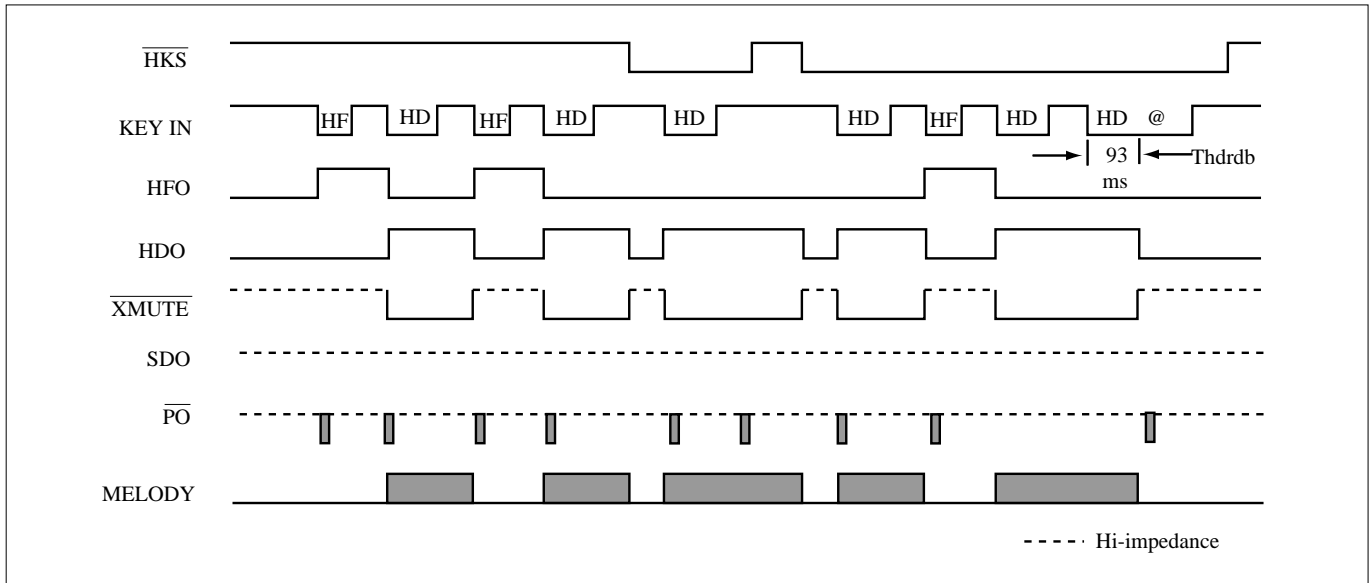 HKS
KEY IN HF HD HF HD HD HD HF HD HD @
93 Thdrdb
ms
HFO
HDO
XMUTE
SDO
PO
MELODY
Hi-impedance